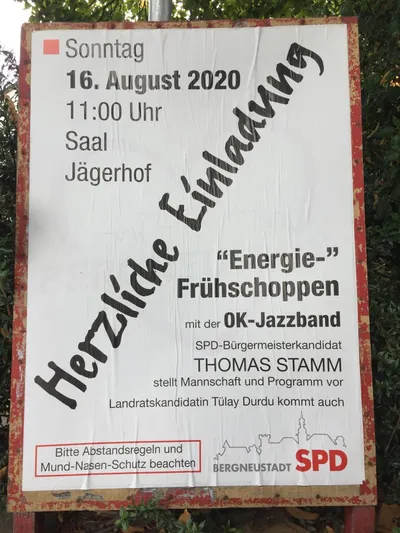 Sonntag
16. August 2020
11:00 Uhr
Saal
Jägerhof
Herzliche Einladung
“Energie-”
Frühschoppen
mit der OK-Jazzband
SPD-Bürgermeisterkandidat
THOMAS STAMM
stellt Mannschaft und Programm vor
Landratskandidatin Tülay Durdu kommt auch
Bitte Abstandsregeln und
Mund-Nasen-Schutz beachten
BERGNEUSTADT SPD